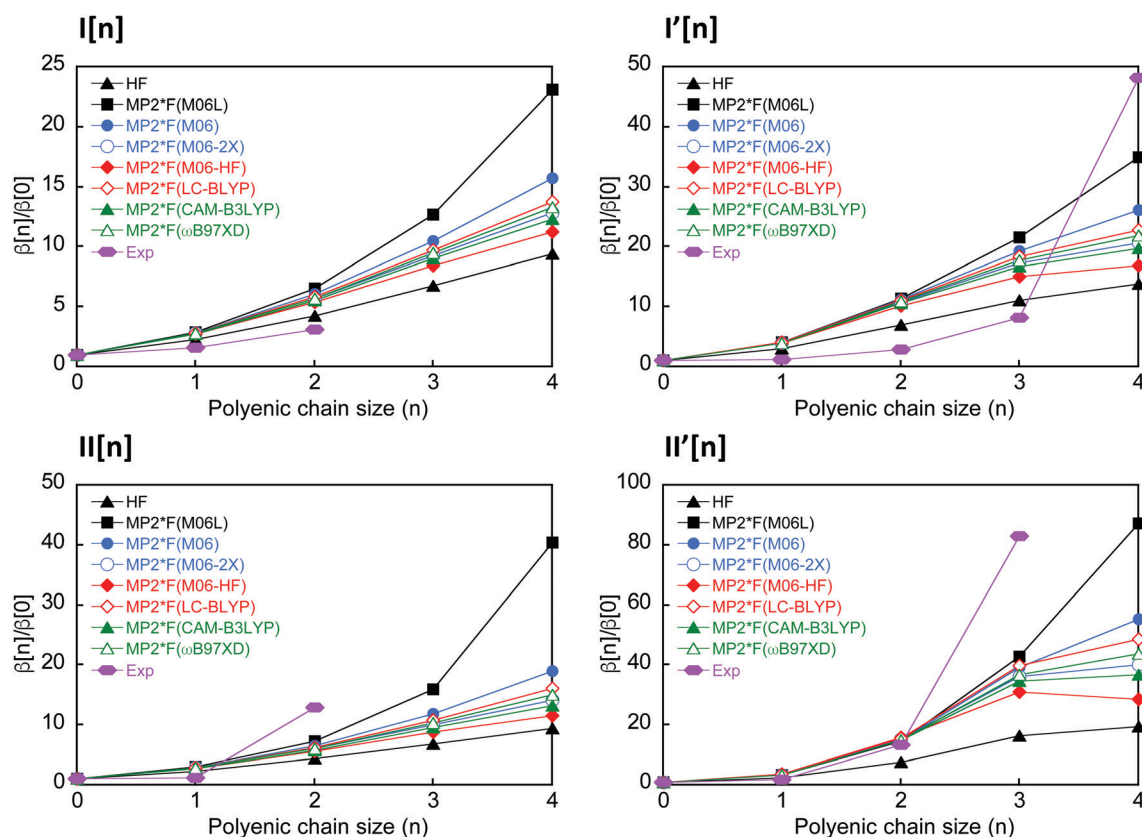 I[n]
25
20
15
10
5
0
β[n]/β[0]
HF
MP2*F(M06L)
MP2*F(M06)
MP2*F(M06-2X)
MP2*F(M06-HF)
MP2*F(LC-BLYP)
MP2*F(CAM-B3LYP)
MP2*F(ωB97XD)
Exp
0 1 2 3 4
Polyenic chain size (n)
I'[n]
50
40
30
20
10
0
β[n]/β[0]
HF
MP2*F(M06L)
MP2*F(M06)
MP2*F(M06-2X)
MP2*F(M06-HF)
MP2*F(LC-BLYP)
MP2*F(CAM-B3LYP)
MP2*F(ωB97XD)
Exp
0 1 2 3 4
Polyenic chain size (n)
II[n]
50
40
30
20
10
0
β[n]/β[0]
HF
MP2*F(M06L)
MP2*F(M06)
MP2*F(M06-2X)
MP2*F(M06-HF)
MP2*F(LC-BLYP)
MP2*F(CAM-B3LYP)
MP2*F(ωB97XD)
Exp
0 1 2 3 4
Polyenic chain size (n)
II'[n]
100
80
60
40
20
0
β[n]/β[0]
HF
MP2*F(M06L)
MP2*F(M06)
MP2*F(M06-2X)
MP2*F(M06-HF)
MP2*F(LC-BLYP)
MP2*F(CAM-B3LYP)
MP2*F(ωB97XD)
Exp
0 1 2 3 4
Polyenic chain size (n)